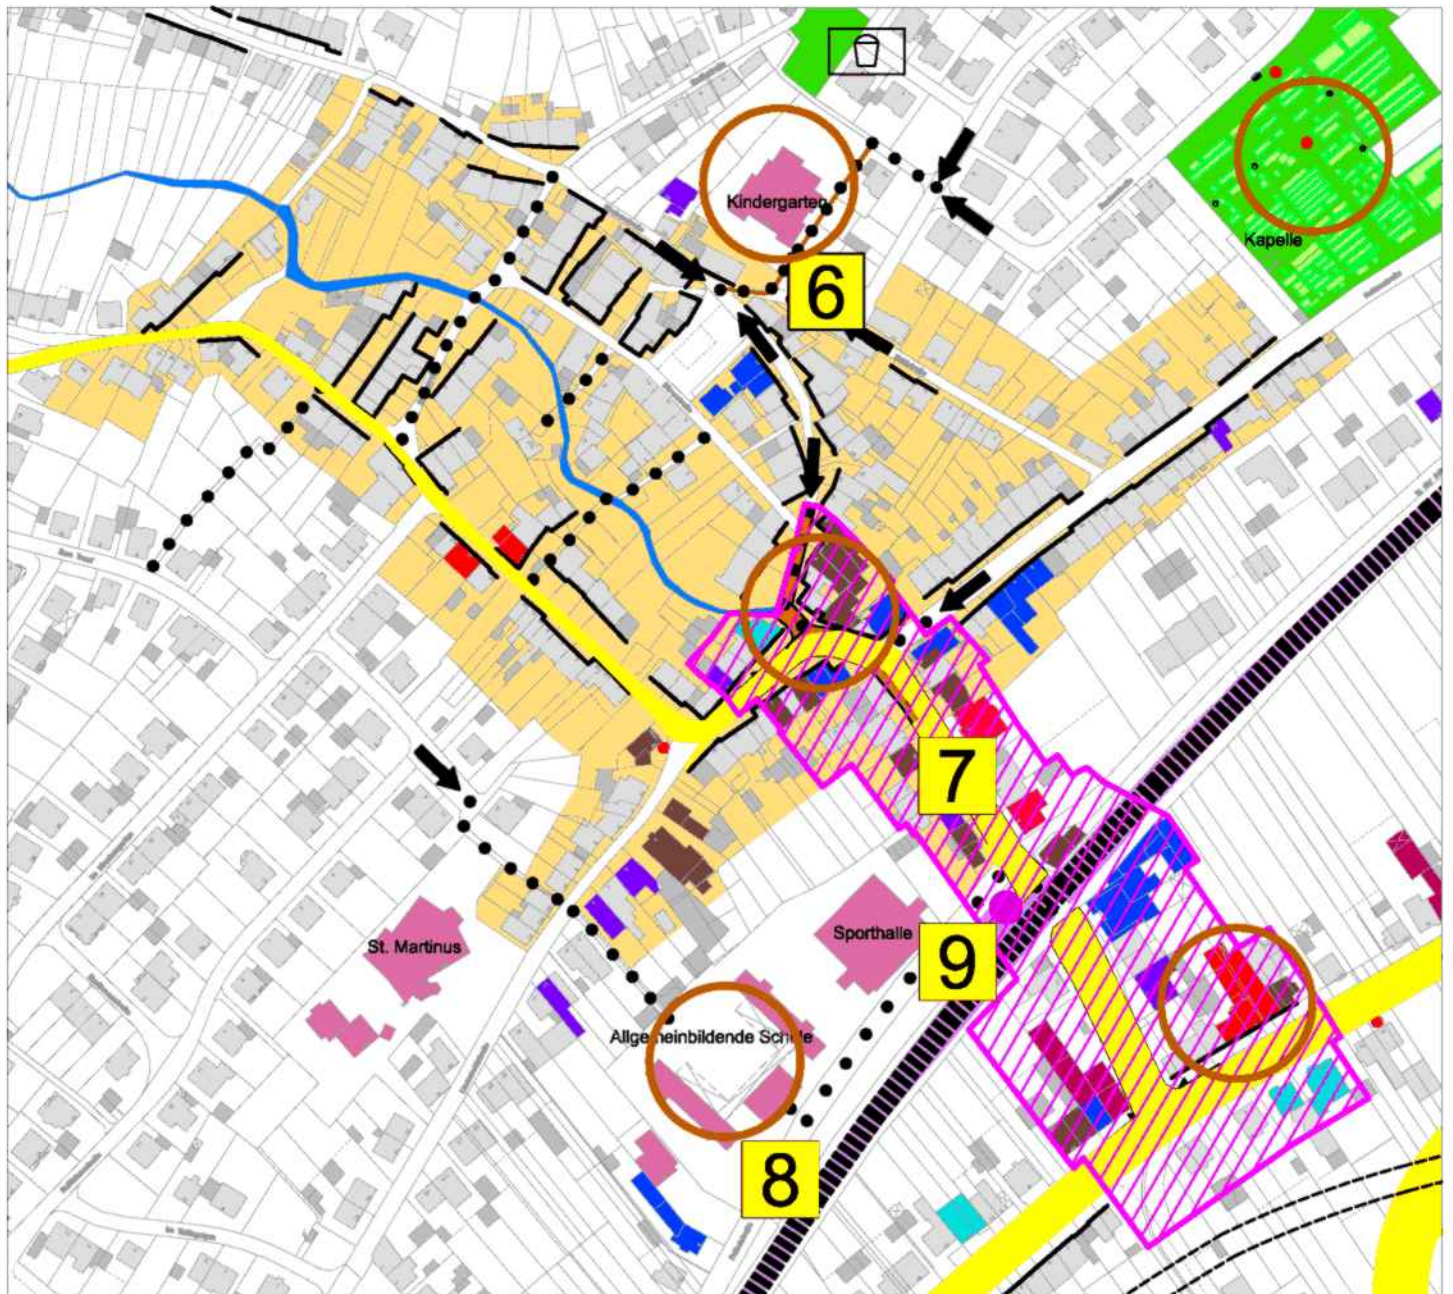 Kindergarten
Kapelle
6
7
St. Martinus
Sporthalle
9
Allgemeinbildende Schule
8